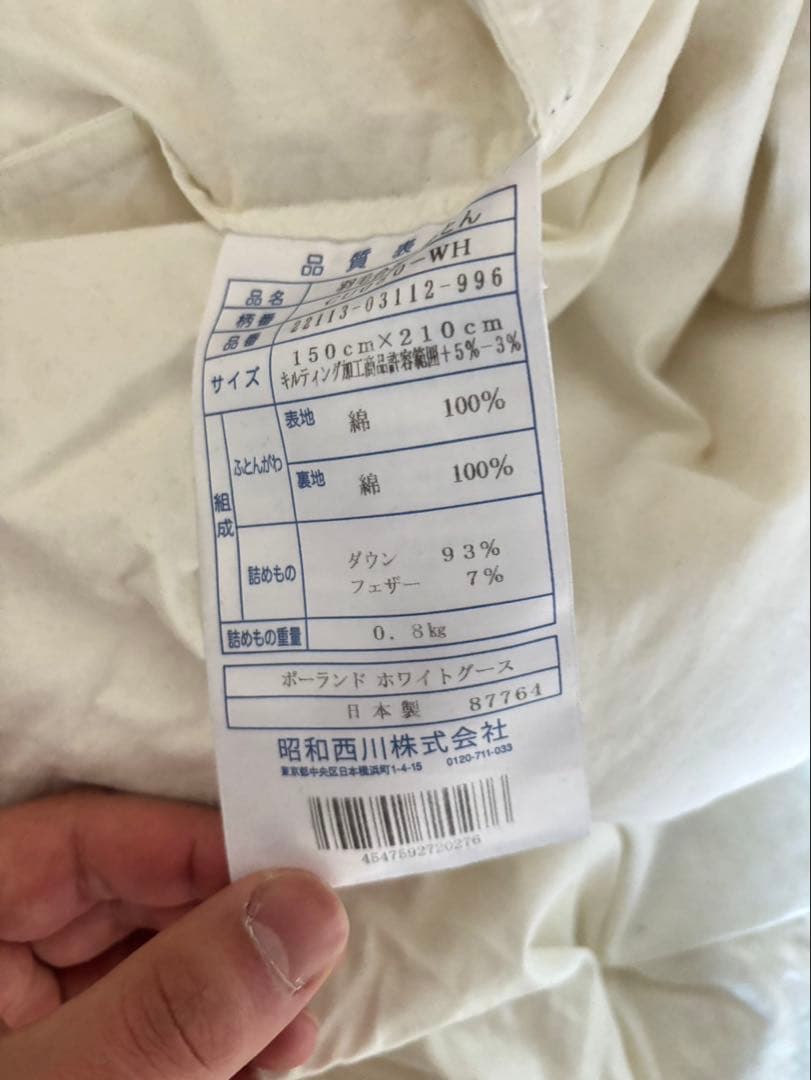 品質表
品名
柄番 -WH
品番 22113-03112-996
サイズ 150cm×210cm
キルティング加工商品許容範囲+5%-3%
組成 ふとんがわ 表地 綿 100%
裏地 綿 100%
詰めもの ダウン 93%
フェザー 7%
詰めもの重量 0.8kg
ポーランド ホワイトグース
日本製 87764
昭和西川株式会社
東京都中央区日本橋浜町1-4-15 0120-711-033
4547592720276